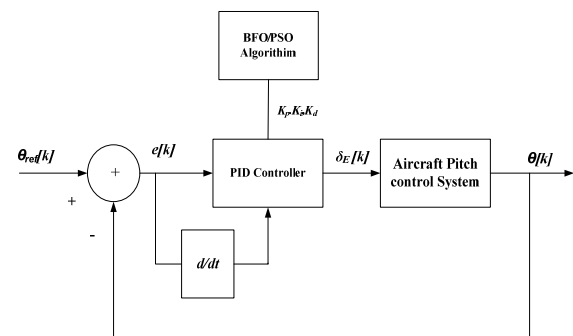 BFO/PSO
Algorithim
Kp,Ki,Kd
θref[k]
e[k]
δE [k]
θ[k]
+
PID Controller
Aircraft Pitch
control System
+
-
d/dt